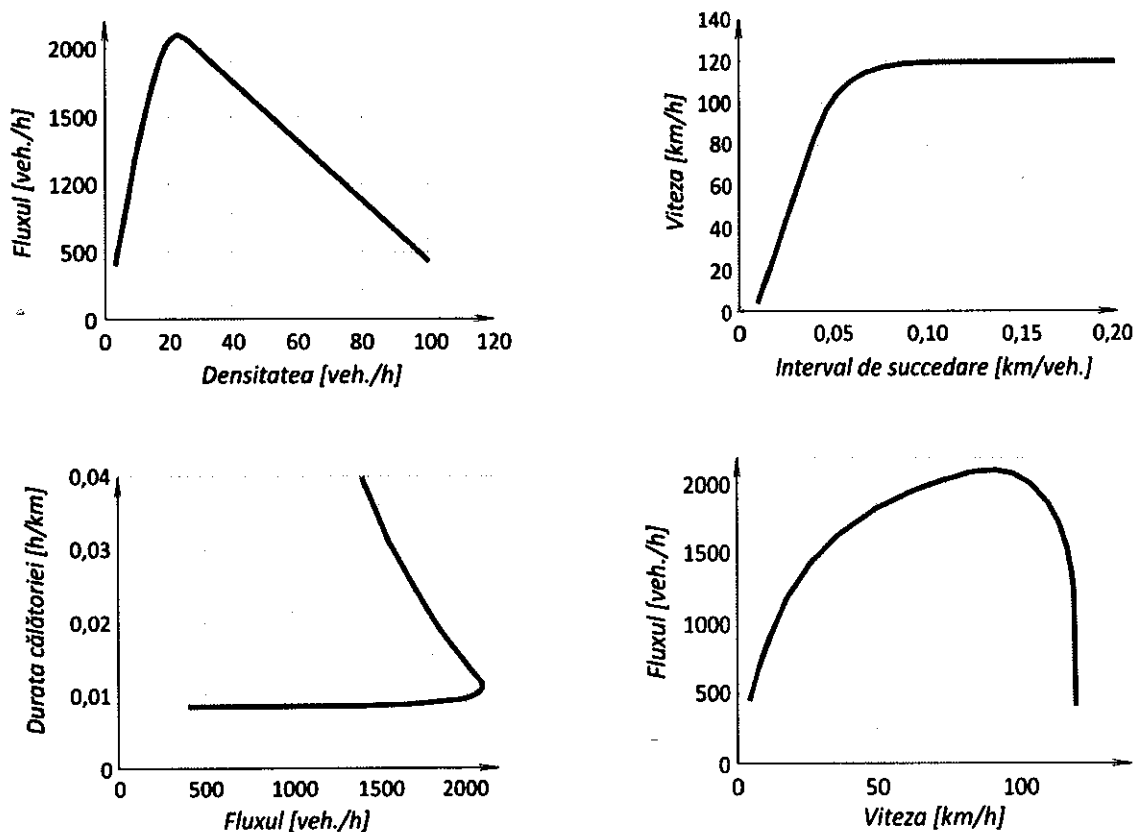 Fluxul [veh./h]
2000
1500
1200
500
0
0 20 40 60 80 100 120
Densitatea [veh./h]
Viteza [km/h]
140
120
100
80
60
40
20
0
0 0,05 0,10 0,15 0,20
Interval de succedare [km/veh.]
Durata călătoriei [h/km]
0,04
0,03
0,02
0,01
0
0 500 1000 1500 2000
Fluxul [veh./h]
Fluxul [veh./h]
2000
1500
1000
500
0
0 50 100
Viteza [km/h]